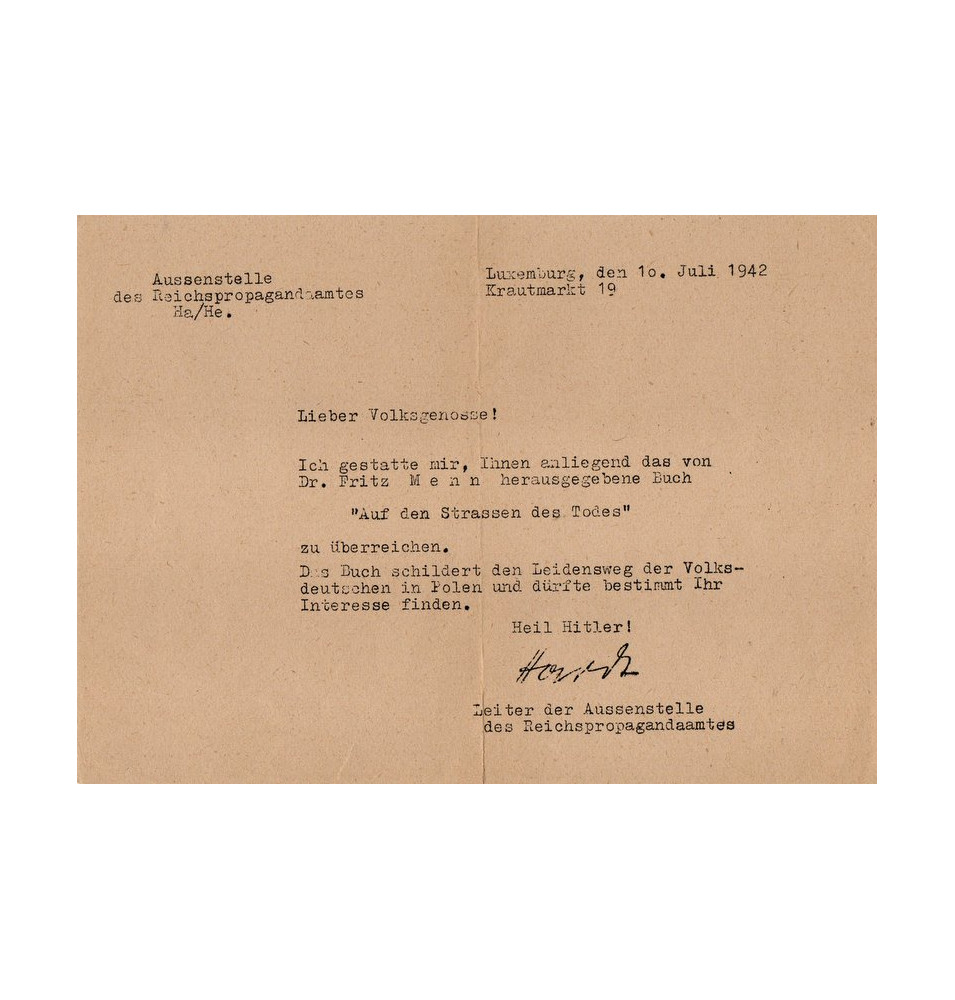 Aussenstelle
des Reichspropagandaamtes
Ha/He.
Luxemburg, den 1o. Juli 1942
Krautmarkt 19
Lieber Volksgenosse!
Ich gestatte mir, Ihnen anliegend das von
Dr. Fritz M e n n herausgegebene Buch
"Auf den Strassen des Todes"
zu überreichen.
Das Buch schildert den Leidensweg der Volks-
deutschen in Polen und dürfte bestimmt Ihr
Interesse finden.
Heil Hitler!
Leiter der Aussenstelle
des Reichspropagandaamtes